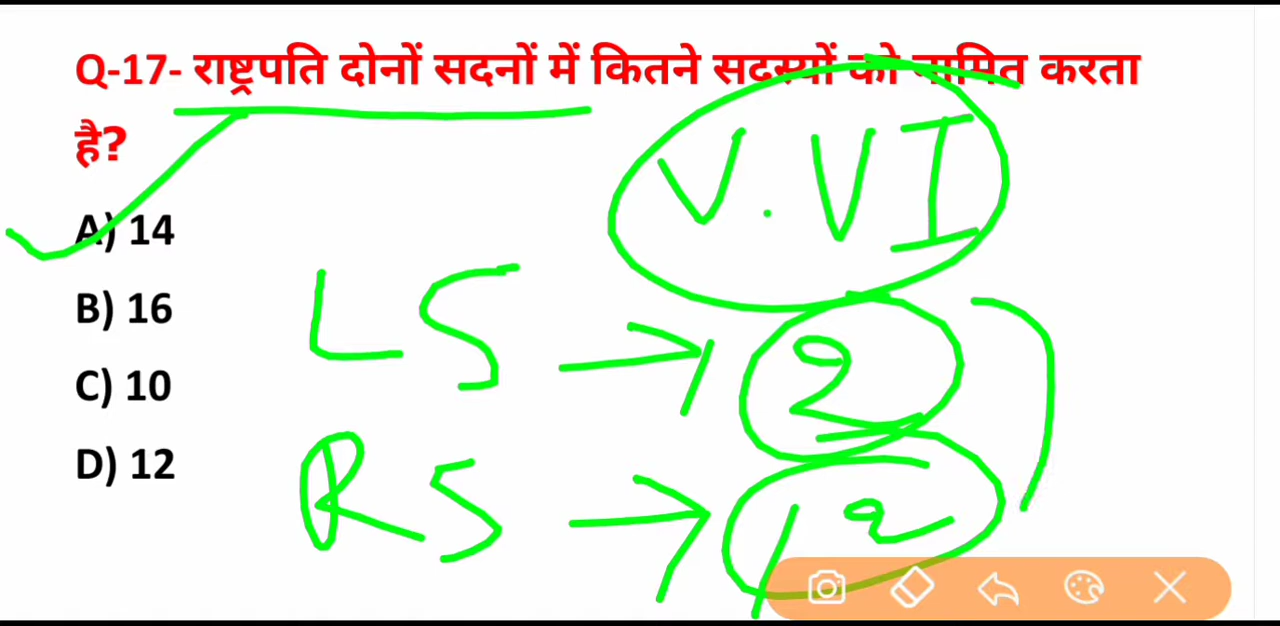 Q-17- राष्ट्रपति दोनों सदनों में कितने सदस्यों को नामित करता
है?
V.VI
A) 14
B) 16
LS → 2
C) 10
D) 12
RS → 12